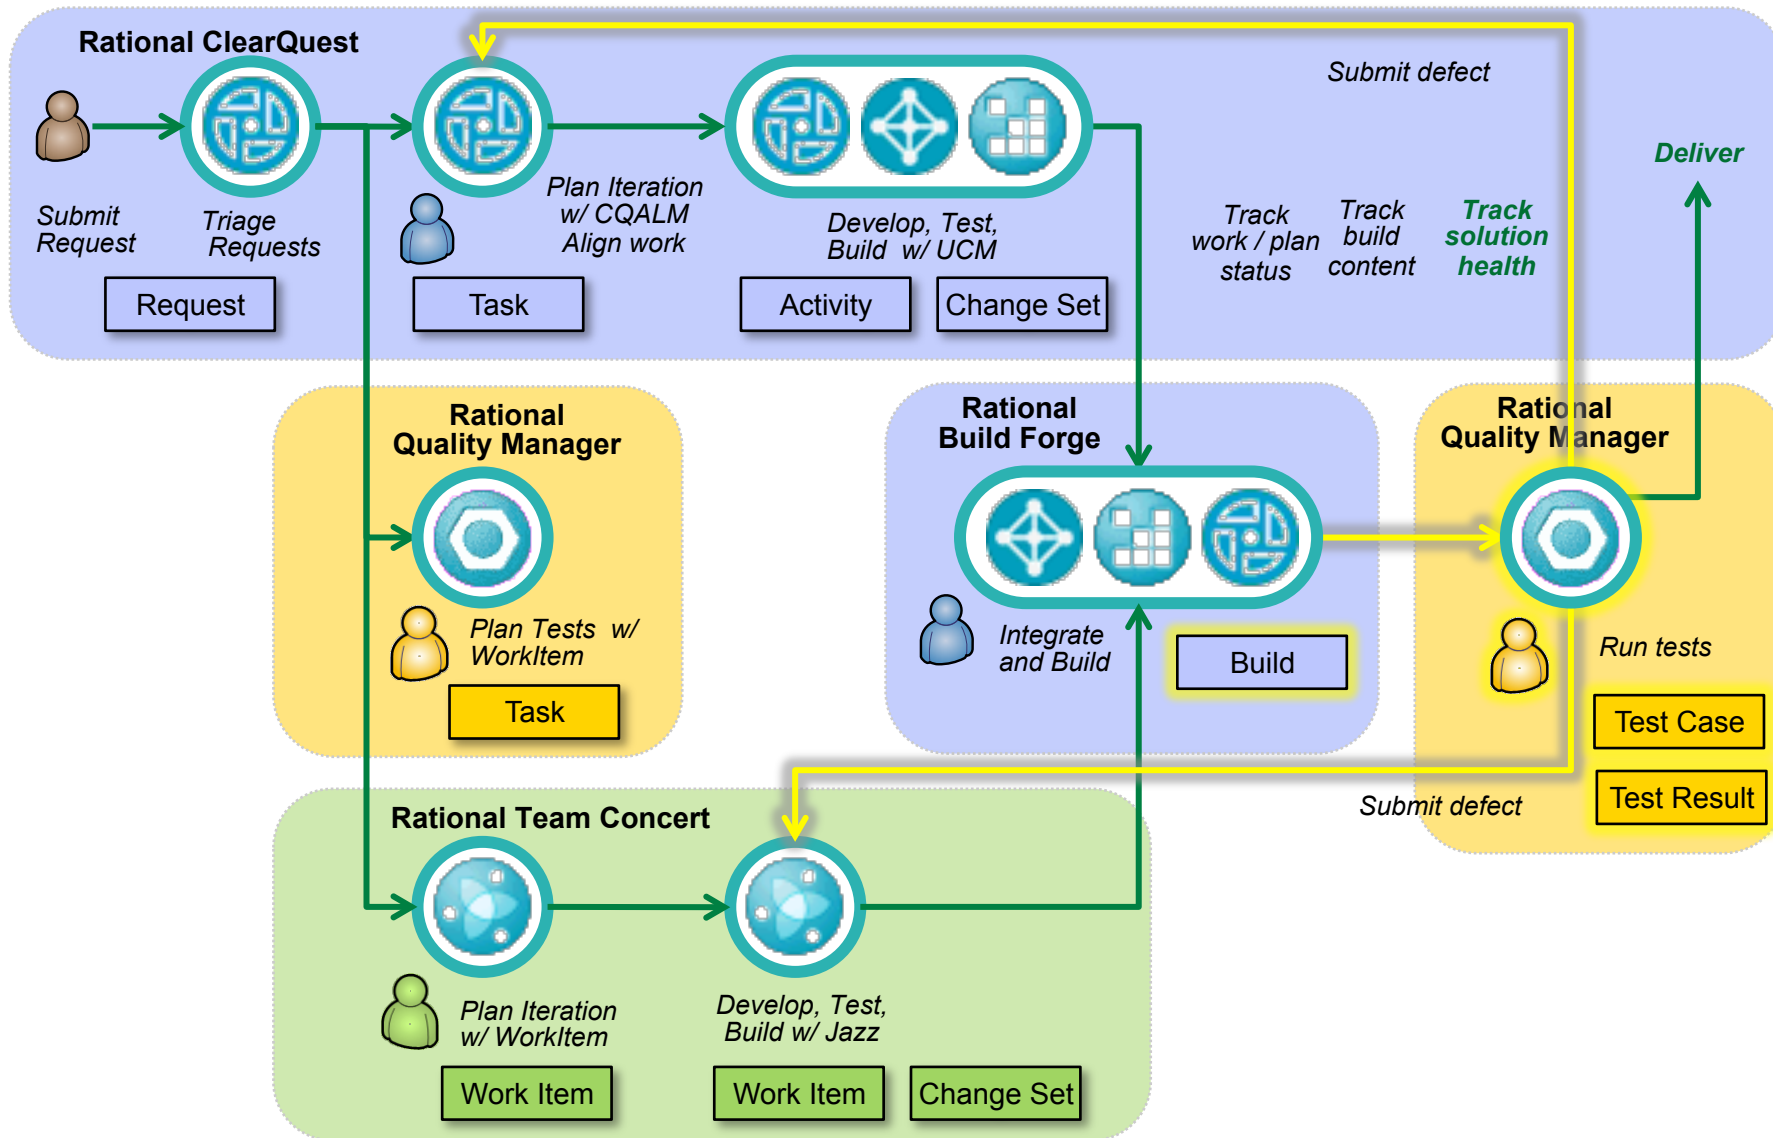 Rational ClearQuest
Submit defect
Deliver
Submit
Request
Triage
Requests
Plan Iteration
w/ CQALM
Align work
Develop, Test,
Build w/ UCM
Track
work / plan
status
Track
build
content
Track
solution
health
Request
Task
Activity
Change Set
Rational
Quality Manager
Plan Tests w/
WorkItem
Task
Rational
Build Forge
Integrate
and Build
Build
Rational
Quality Manager
Run tests
Test Case
Test Result
Submit defect
Rational Team Concert
Plan Iteration
w/ WorkItem
Develop, Test,
Build w/ Jazz
Work Item
Work Item
Change Set